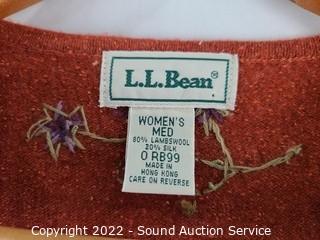 L.L.Bean®
WOMEN'S
MED
80% LAMBSWOOL
20% SILK
0 RB99
MADE IN
HONG KONG
CARE ON REVERSE
Copyright 2022 - Sound Auction Service